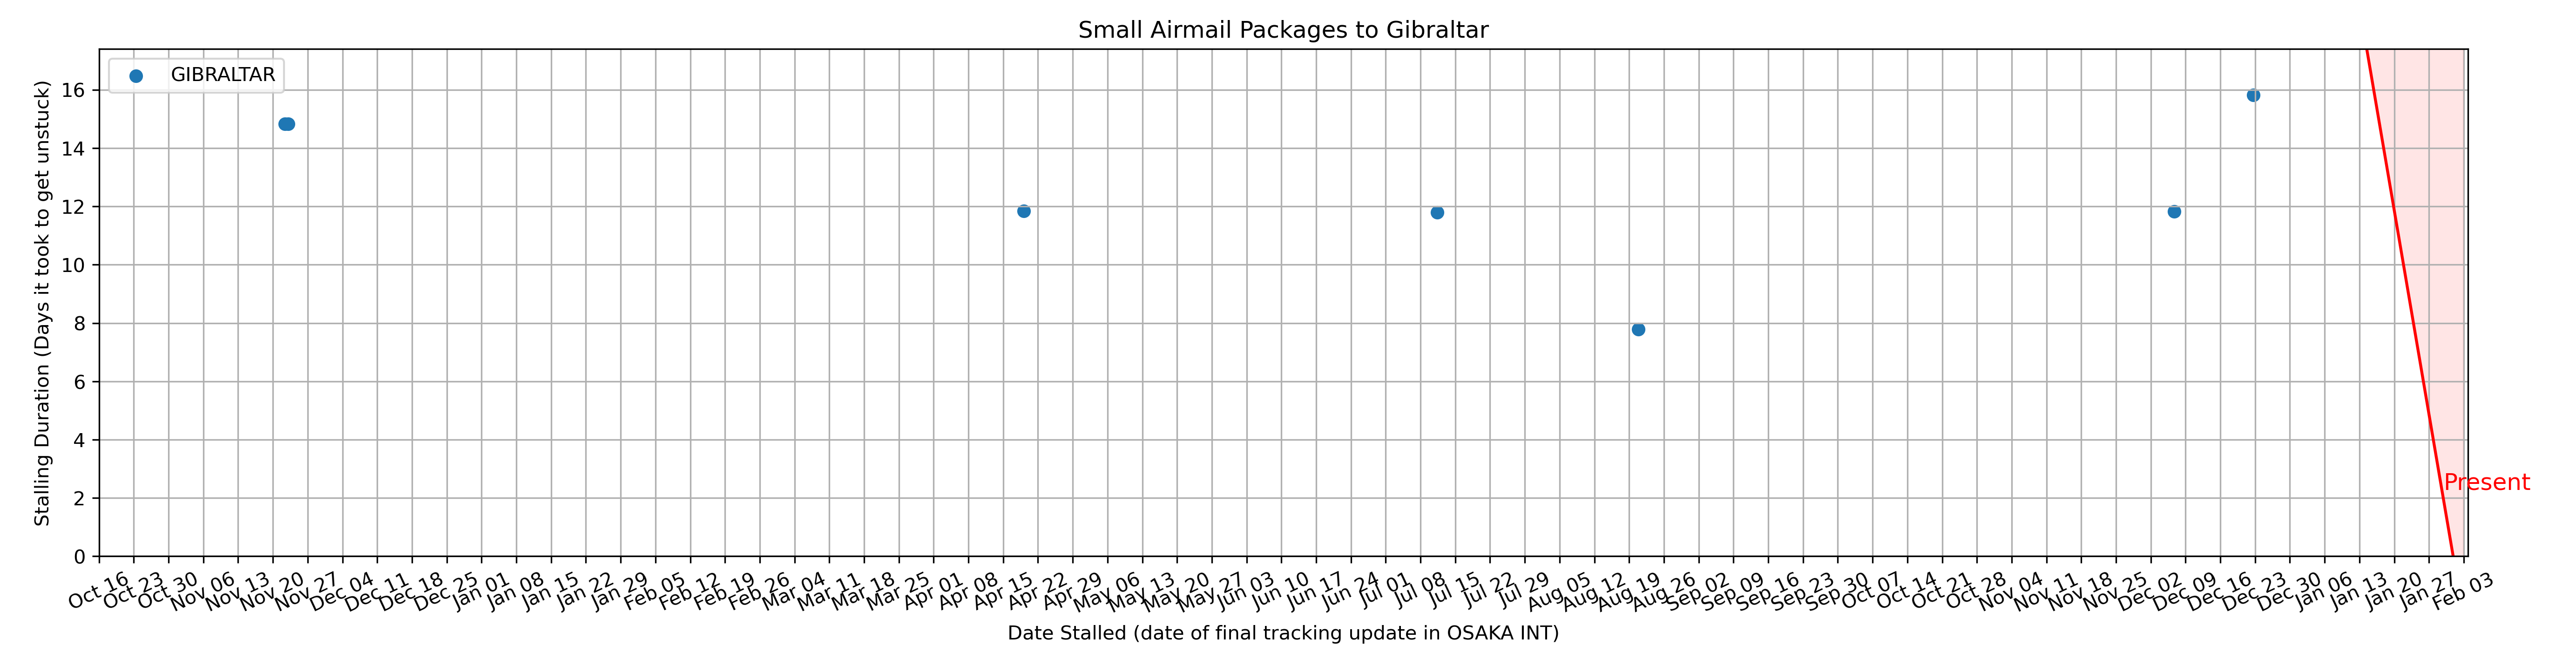 Small Airmail Packages to Gibraltar
GIBRALTAR
Stalling Duration (Days it took to get unstuck)
16
14
12
10
8
6
4
2
0
Present
Oct 16 Oct 23 Oct 30 Nov 06 Nov 13 Nov 20 Nov 27 Dec 04 Dec 11 Dec 18 Dec 25 Jan 01 Jan 08 Jan 15 Jan 22 Jan 29 Feb 05 Feb 12 Feb 19 Feb 26 Mar 04 Mar 11 Mar 18 Mar 25 Apr 01 Apr 08 Apr 15 Apr 22 Apr 29 May 06 May 13 May 20 May 27 Jun 03 Jun 10 Jun 17 Jun 24 Jul 01 Jul 08 Jul 15 Jul 22 Jul 29 Aug 05 Aug 12 Aug 19 Aug 26 Sep 02 Sep 09 Sep 16 Sep 23 Sep 30 Oct 07 Oct 14 Oct 21 Oct 28 Nov 04 Nov 11 Nov 18 Nov 25 Dec 02 Dec 09 Dec 16 Dec 23 Dec 30 Jan 06 Jan 13 Jan 20 Jan 27 Feb 03
Date Stalled (date of final tracking update in OSAKA INT)